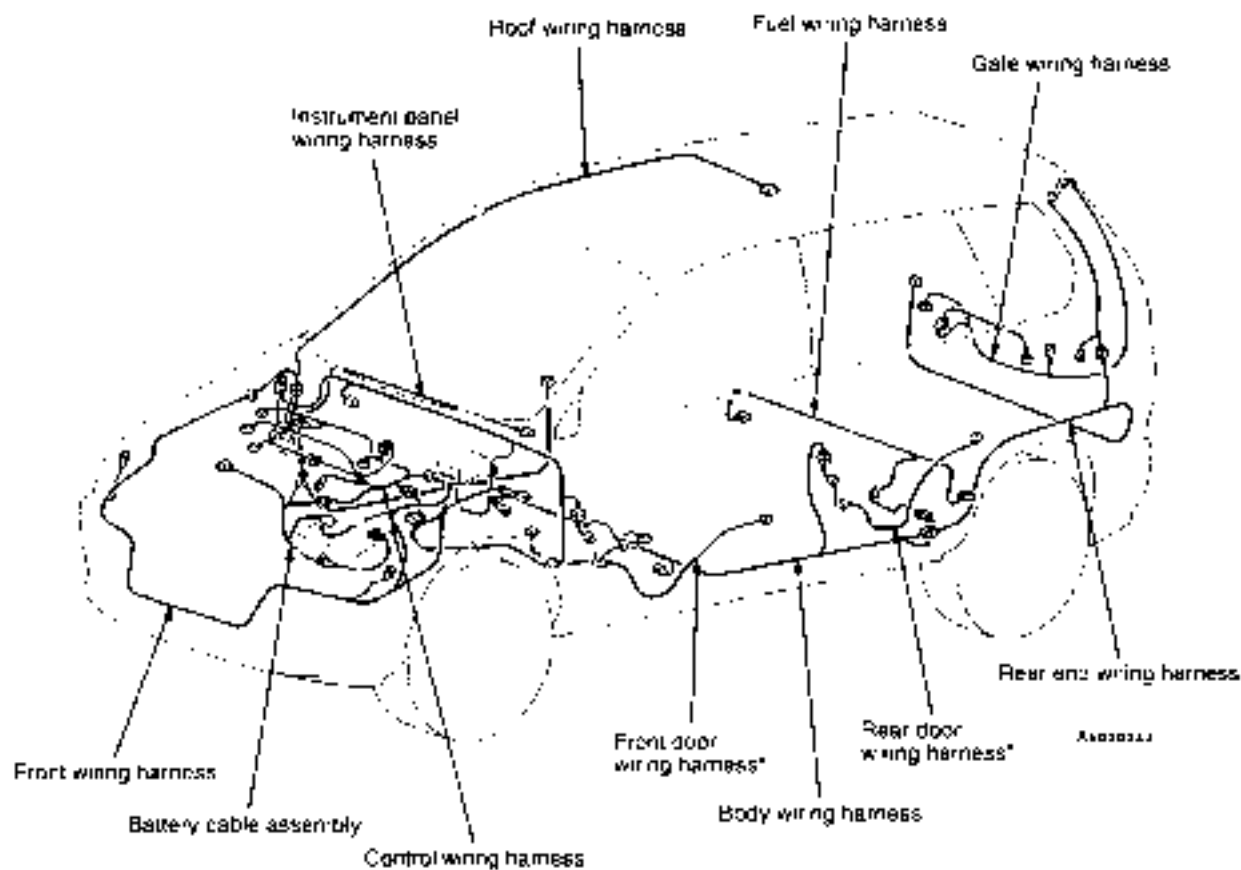 Roof wiring harness
Fuel wiring harness
Gate wiring harness
Instrument panel
wiring harness
Rear end wiring harness
Front door
wiring harness*
Rear door
wiring harness*
Front wiring harness
Body wiring harness
Battery cable assembly
Control wiring harness